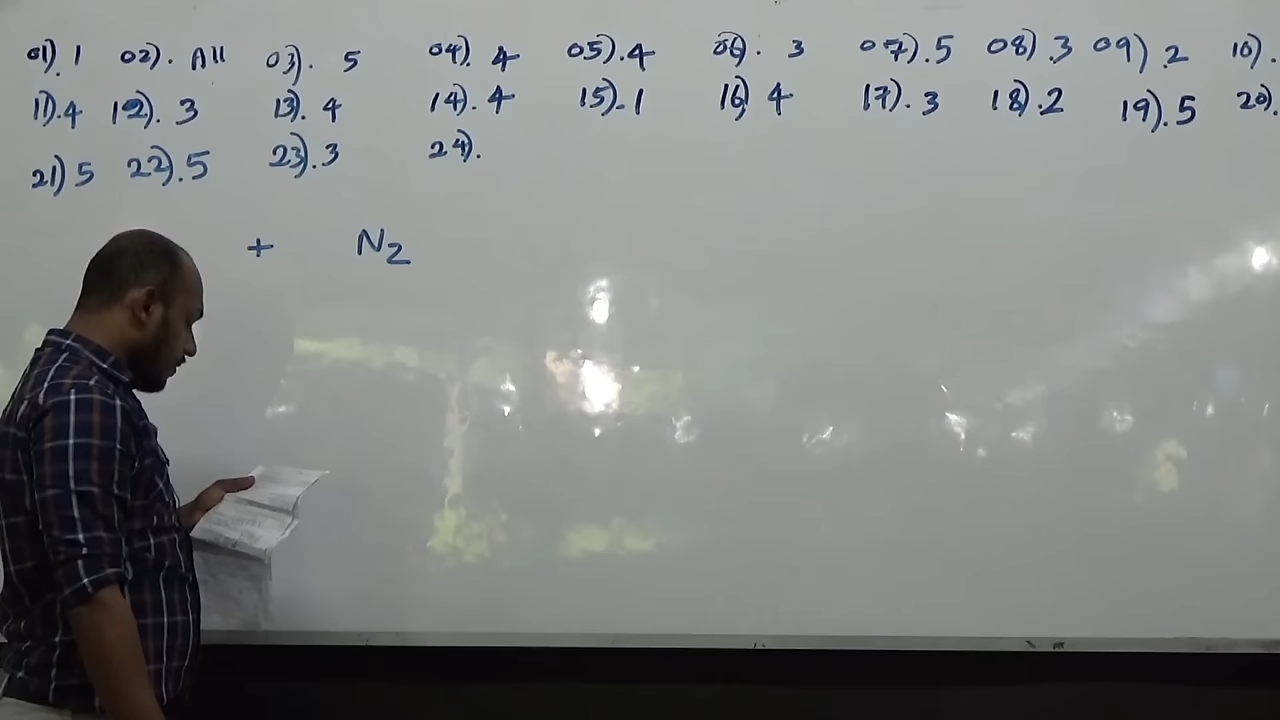 01). 1 02). All 03). 5 04). 4 05). 4 06). 3 07). 5 08). 3 09). 2 10).
11). 4 12). 3 13). 4 14). 4 15). 1 16) 4 17). 3 18). 2 19). 5 20).
21) 5 22). 5 23). 3 24).
+ N2